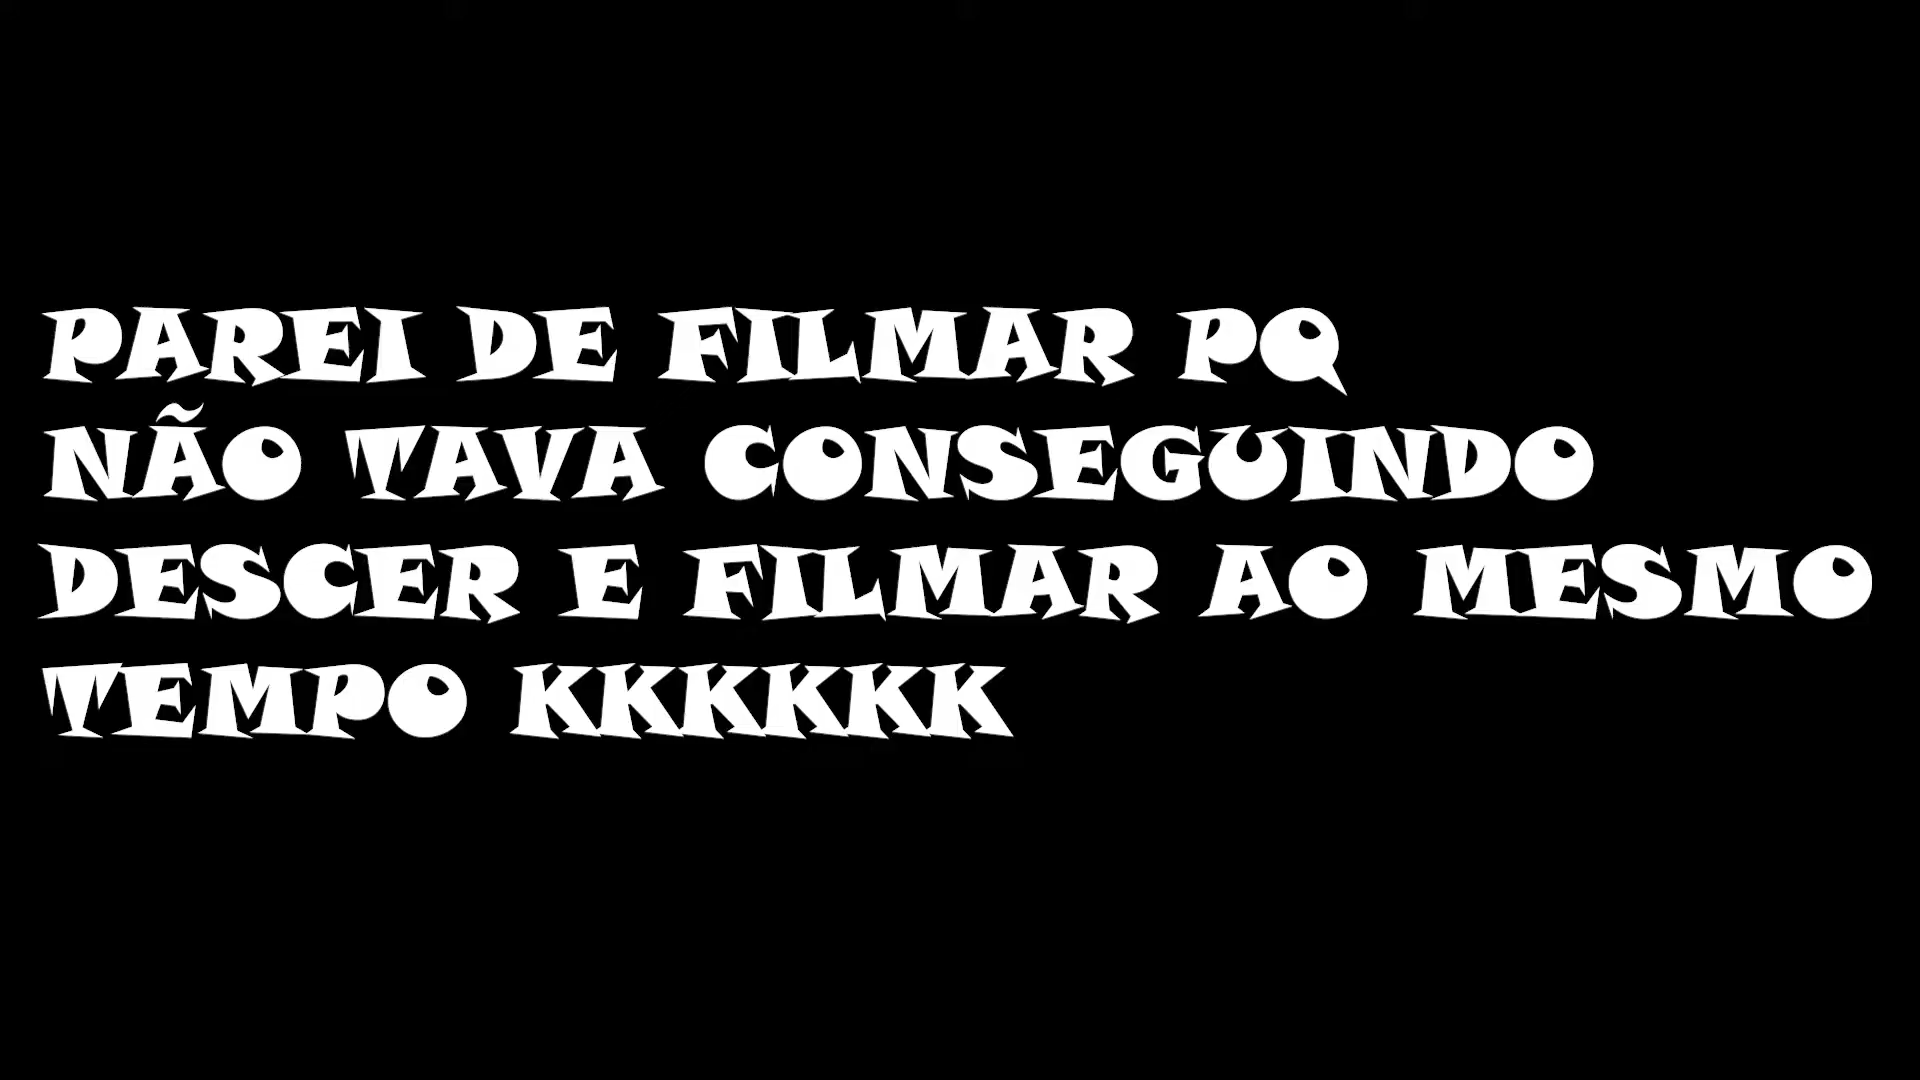 PAREI DE FILMAR PQ
NÃO TAVA CONSEGUINDO
DESCER E FILMAR AO MESMO
TEMPO KKKKKK